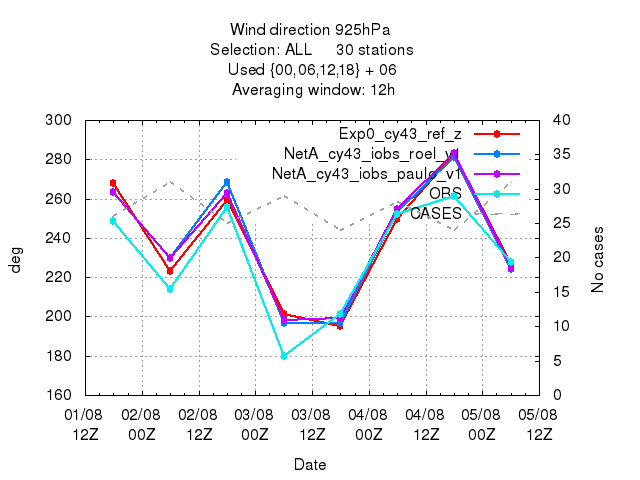 Wind direction 925hPa
Selection: ALL 30 stations
Used {00,06,12,18} + 06
Averaging window: 12h
300
280
260
240
220
200
180
160
deg
40
35
30
25
20
15
10
5
0
No cases
Exp0_cy43_ref_z
NetA_cy43_iobs_roel_v1
NetA_cy43_iobs_paulo_v1
OBS
CASES
01/08 02/08 02/08 03/08 03/08 04/08 04/08 05/08 05/08
12Z 00Z 12Z 00Z 12Z 00Z 12Z 00Z 12Z
Date